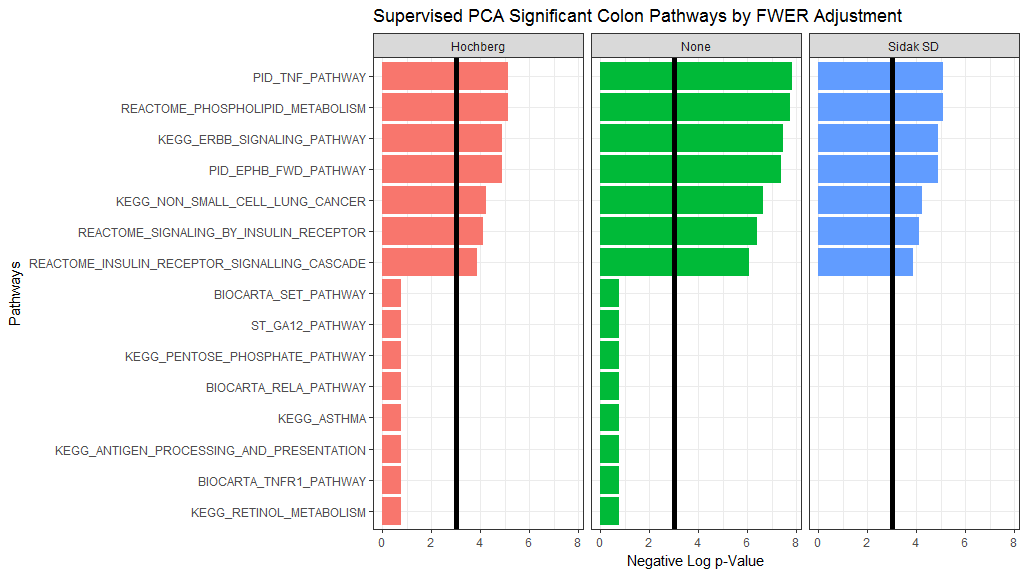 Supervised PCA Significant Colon Pathways by FWER Adjustment
Hochberg
None
Sidak SD
Pathways
PID_TNF_PATHWAY
REACTOME_PHOSPHOLIPID_METABOLISM
KEGG_ERBB_SIGNALING_PATHWAY
PID_EPHB_FWD_PATHWAY
KEGG_NON_SMALL_CELL_LUNG_CANCER
REACTOME_SIGNALING_BY_INSULIN_RECEPTOR
REACTOME_INSULIN_RECEPTOR_SIGNALLING_CASCADE
BIOCARTA_SET_PATHWAY
ST_GA12_PATHWAY
KEGG_PENTOSE_PHOSPHATE_PATHWAY
BIOCARTA_RELA_PATHWAY
KEGG_ASTHMA
KEGG_ANTIGEN_PROCESSING_AND_PRESENTATION
BIOCARTA_TNFR1_PATHWAY
KEGG_RETINOL_METABOLISM
0 2 4 6 8
0 2 4 6 8
0 2 4 6 8
Negative Log p-Value